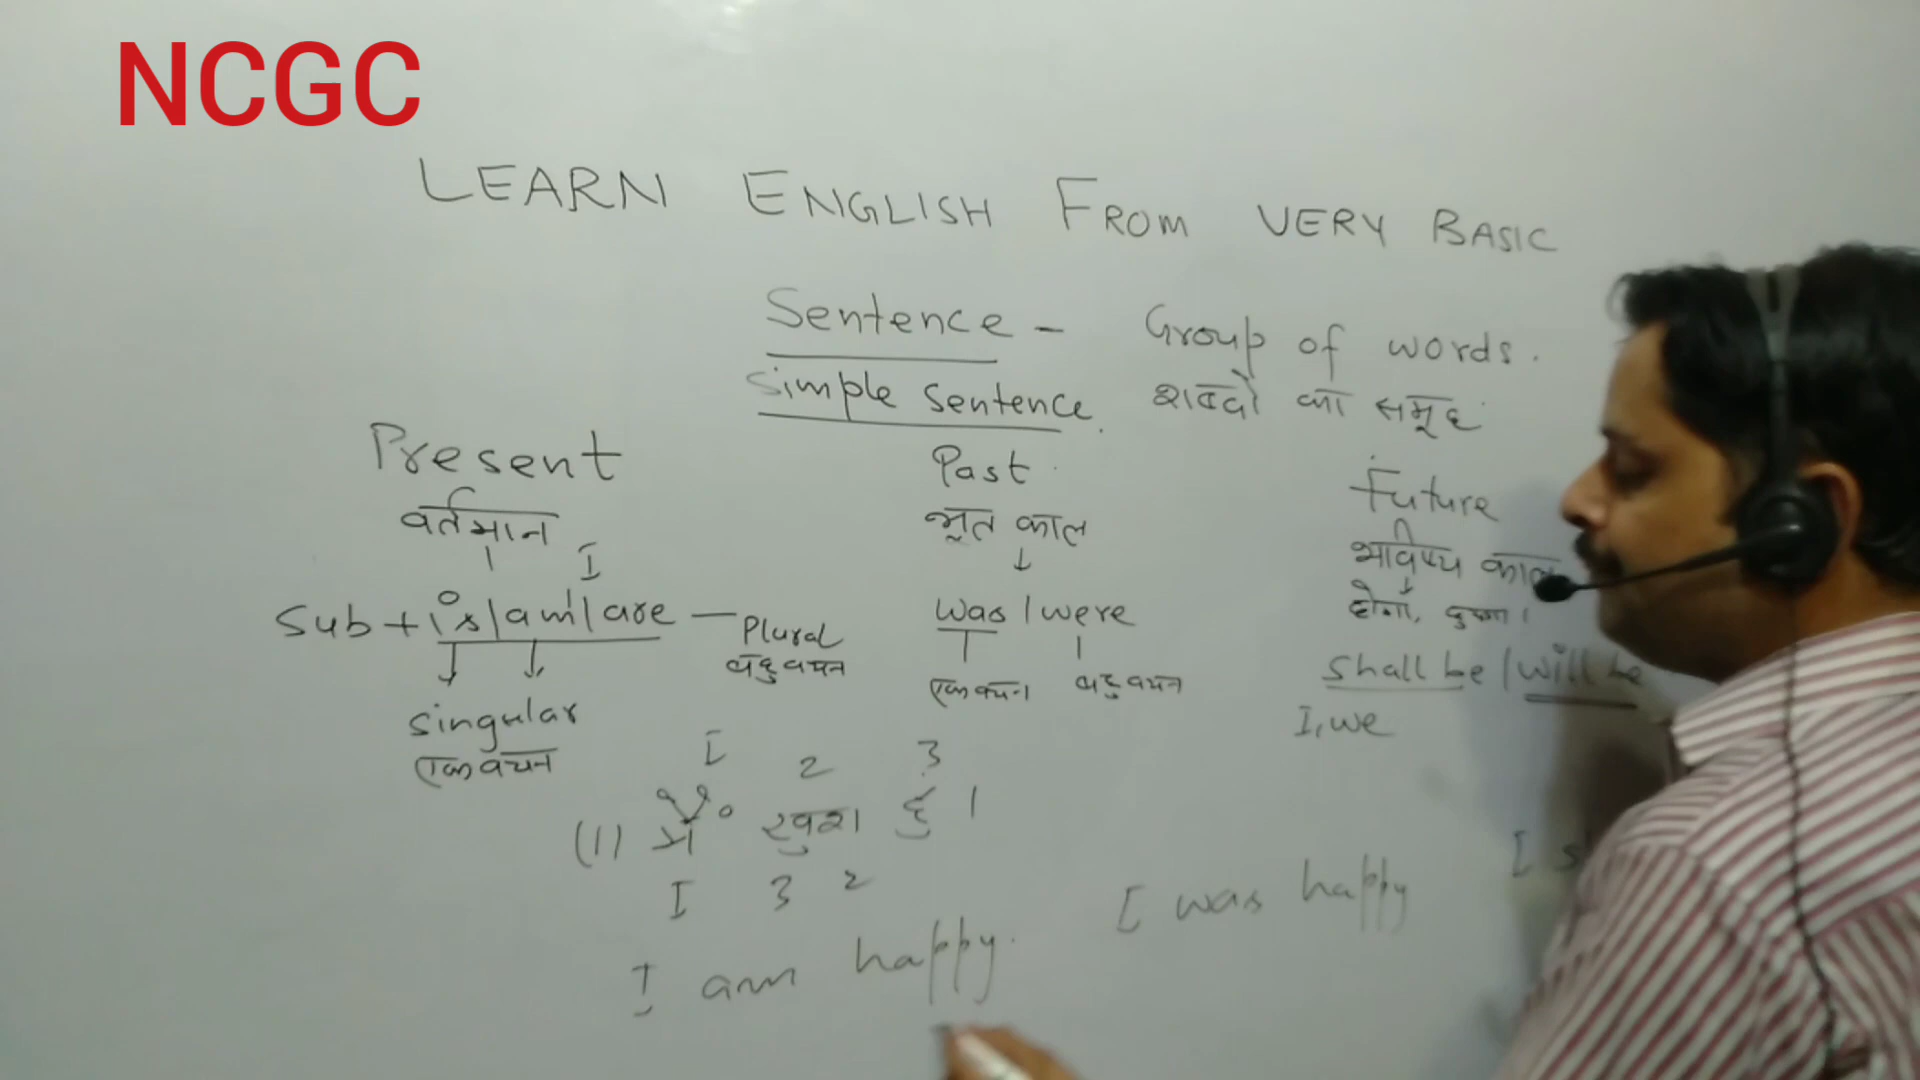 NCGC
LEARN ENGLISH FROM VERY BASIC
Sentence - Group of words.
Simple Sentence. शब्दों का समूह
Present Past Future
वर्तमान भूत काल भविष्य काल
I
Sub + is/am/are - Plural was/were
बहुवचन एकवचन बहुवचन
shall be / will be
I, we
Singular
एकवचन
I 2 3
(1) मैं खुश हूँ।
I 3 2
I am happy. I was happy